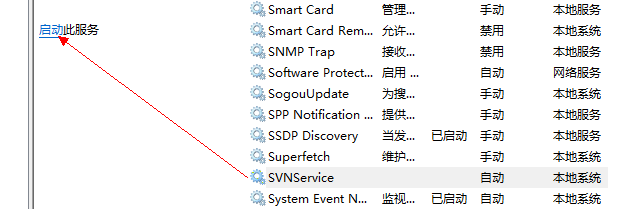 启动此服务
Smart Card 管理... 手动 本地服务
Smart Card Rem... 允许... 禁用 本地系统
SNMP Trap 接收... 禁用 本地服务
Software Protect... 启用 ... 自动 网络服务
SogouUpdate 为搜... 手动 本地系统
SPP Notification ... 提供... 手动 本地服务
SSDP Discovery 当发... 已启动 手动 本地服务
Superfetch 维护... 手动 本地系统
SVNService 自动 本地系统
System Event N... 监视... 已启动 自动 本地系统